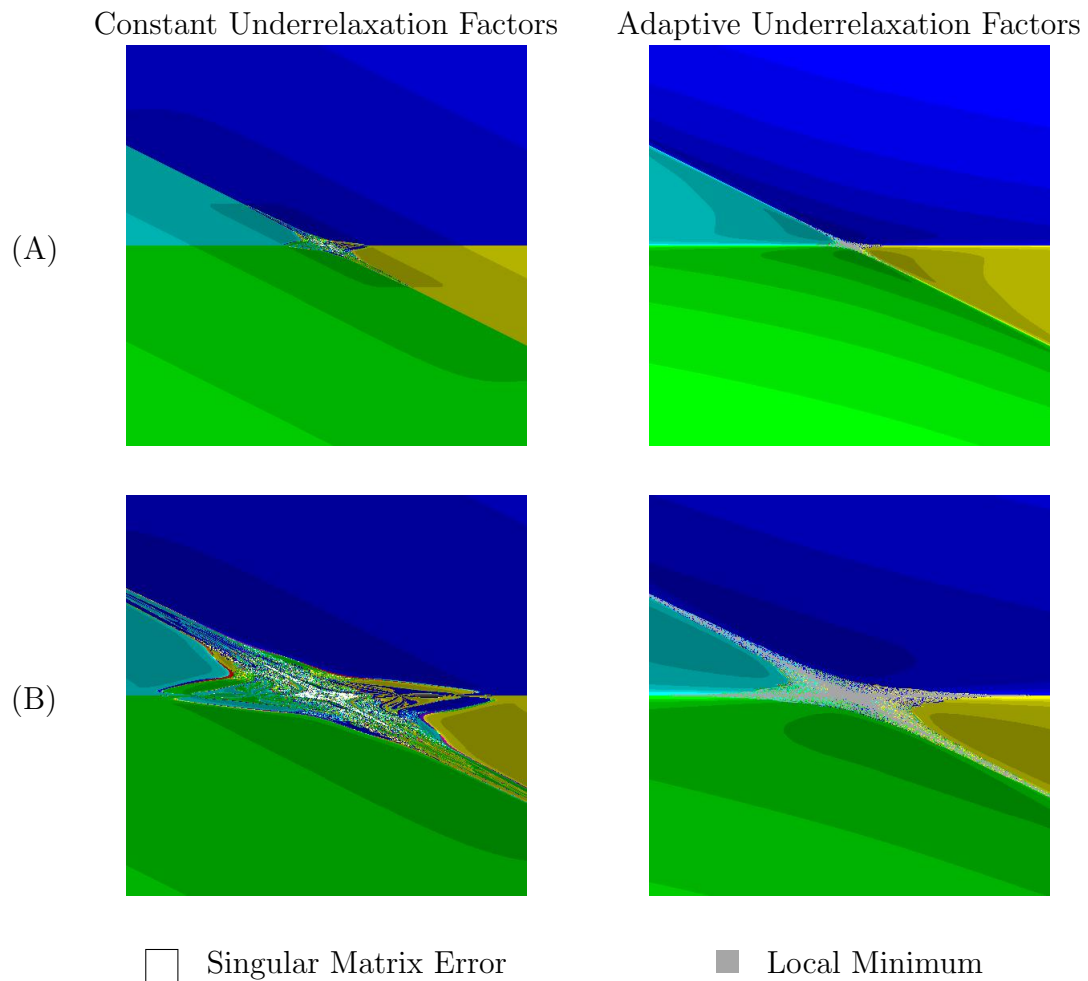 Constant Underrelaxation Factors
Adaptive Underrelaxation Factors
(A)
(B)
Singular Matrix Error
Local Minimum